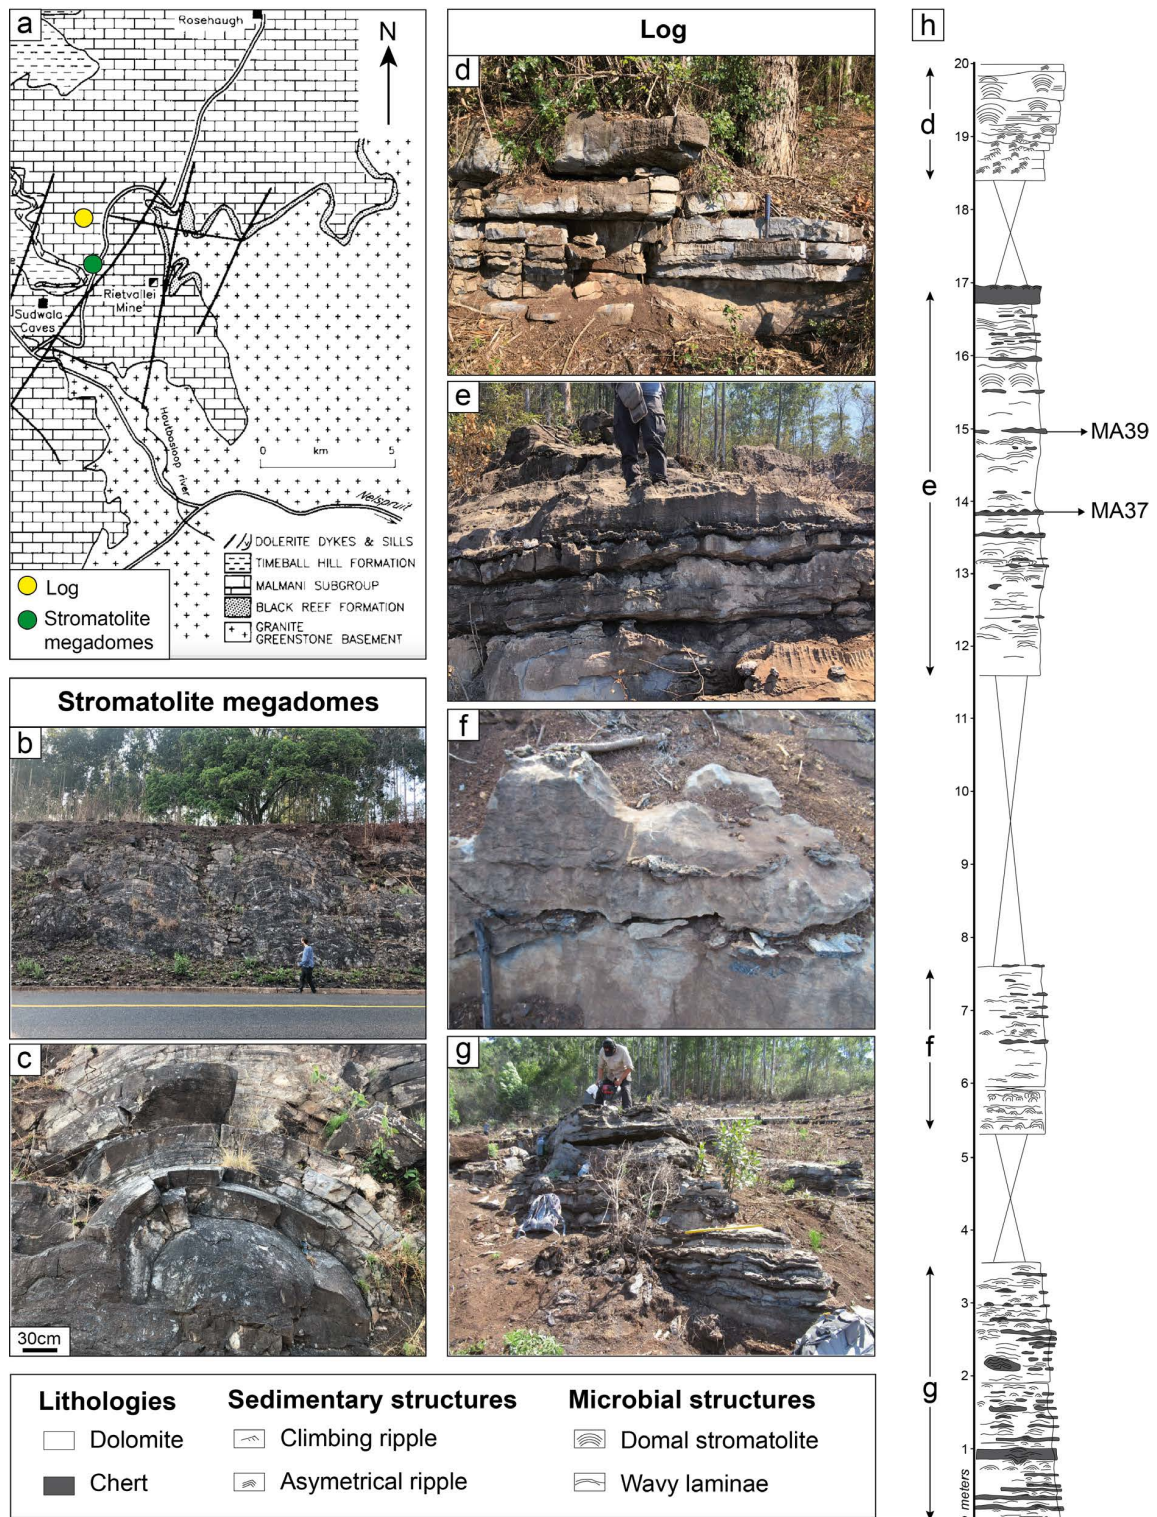 a
Rosehaugh
N
Sudwala
Caves
Rietvallei
Mine
Houtbosloop river
0 km 5
Nelspruit
DOLERITE DYKES & SILLS
TIMEBALL HILL FORMATION
MALMANI SUBGROUP
BLACK REEF FORMATION
GRANITE
GREENSTONE BASEMENT
Log
Stromatolite
megadomes
Stromatolite megadomes
b
c
30cm
Log
d
e
f
g
h
20
19
18
17
16
15
14
13
12
11
10
9
8
7
6
5
4
3
2
1
meters
d
e
f
g
MA39
MA37
Lithologies
Dolomite
Chert
Sedimentary structures
Climbing ripple
Asymetrical ripple
Microbial structures
Domal stromatolite
Wavy laminae